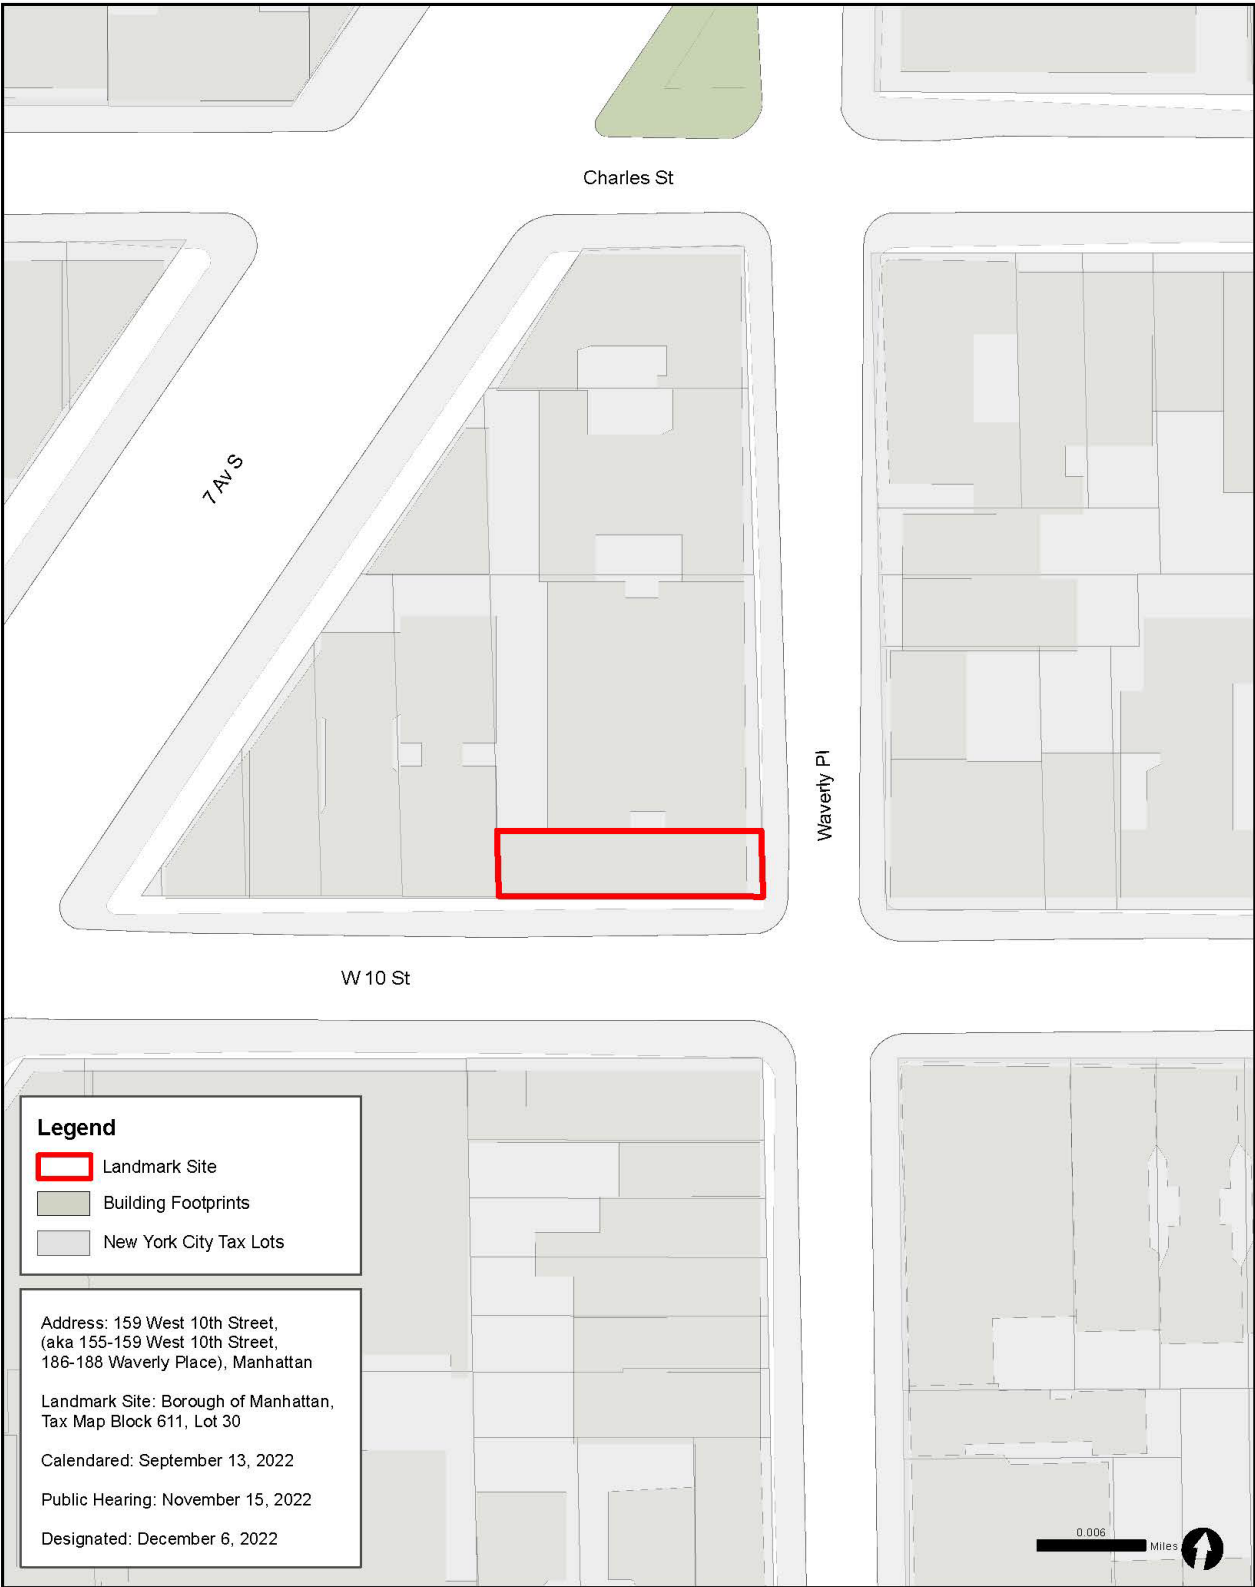 Charles St
7 Av S
Waverly Pl
W 10 St
Legend
Landmark Site
Building Footprints
New York City Tax Lots
Address: 159 West 10th Street,
(aka 155-159 West 10th Street,
186-188 Waverly Place), Manhattan
Landmark Site: Borough of Manhattan,
Tax Map Block 611, Lot 30
Calendared: September 13, 2022
Public Hearing: November 15, 2022
Designated: December 6, 2022
0.006
Miles